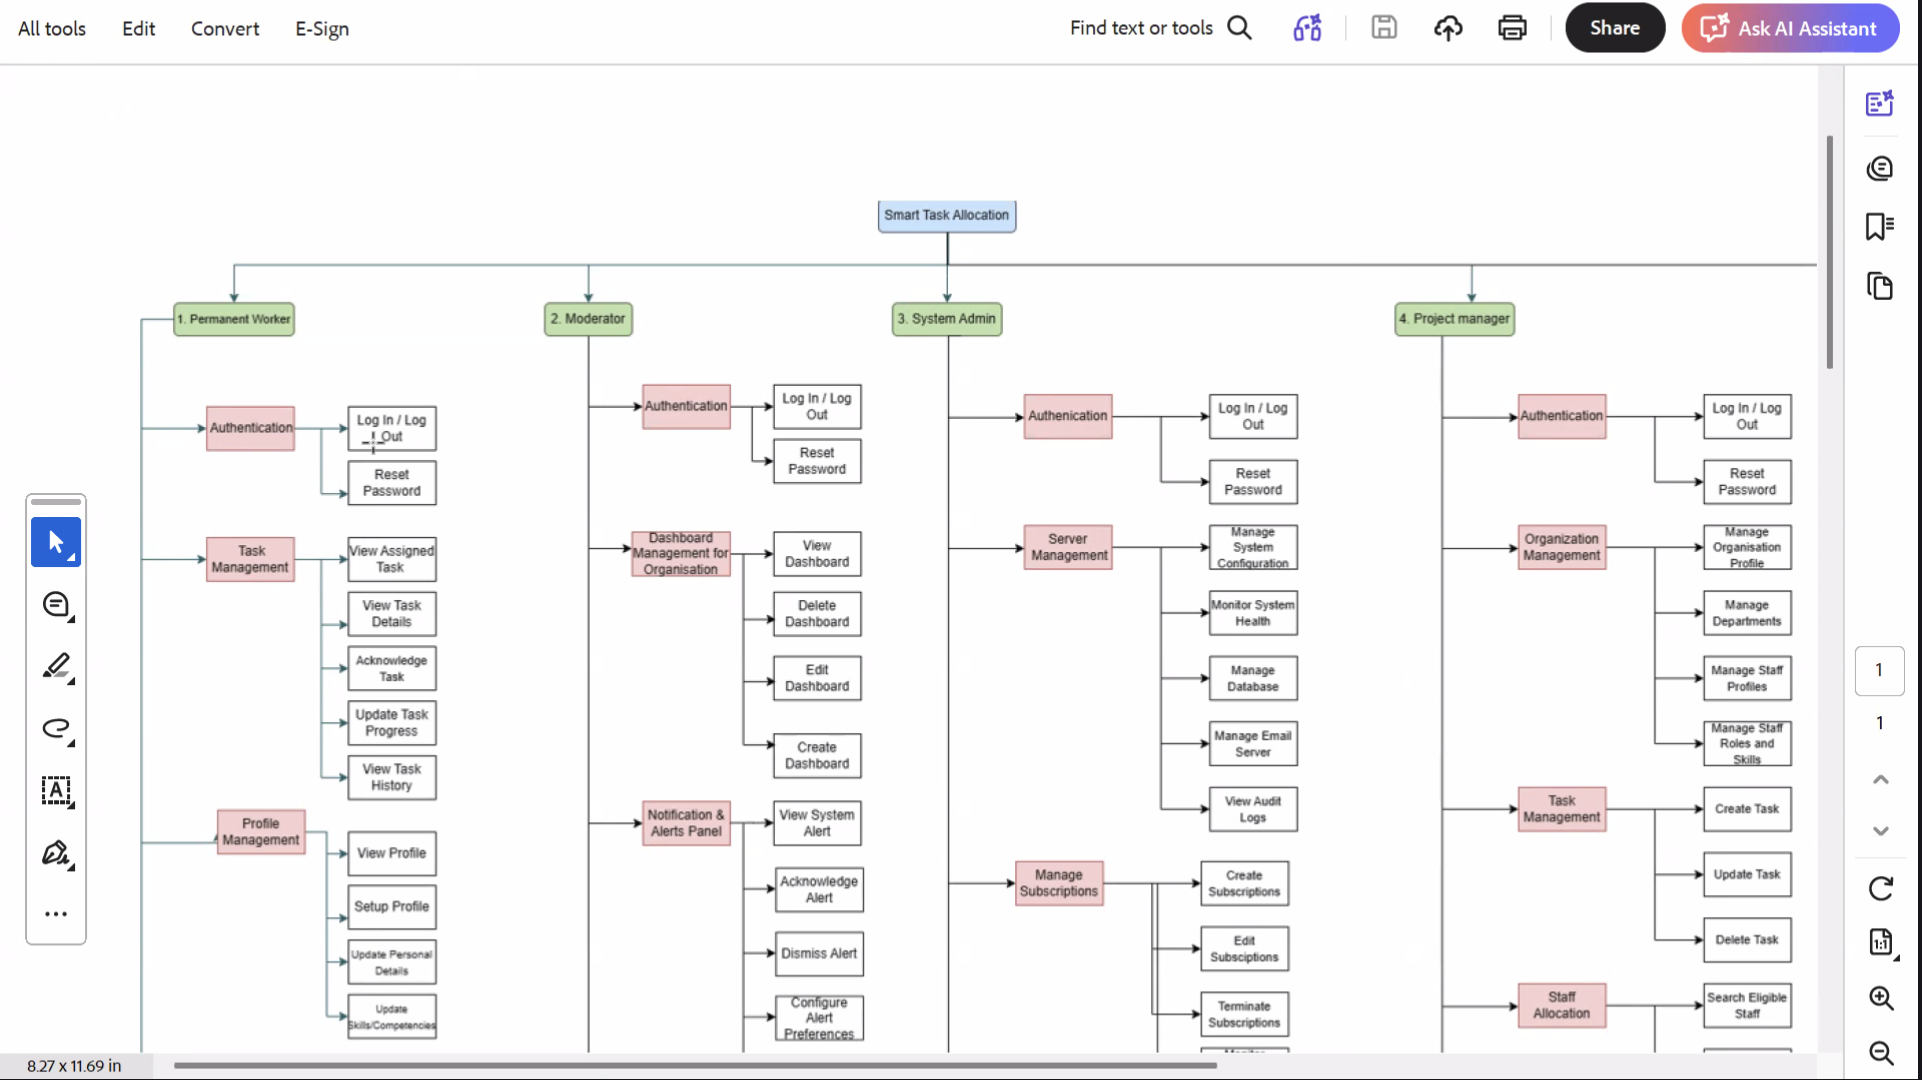 All tools
Edit
Convert
E-Sign
Find text or tools
Share
Ask AI Assistant
Smart Task Allocation
1. Permanent Worker
2. Moderator
3. System Admin
4. Project manager
Authentication
Log In / Log
Out
Reset
Password
Task
Management
View Assigned
Task
View Task
Details
Acknowledge
Task
Update Task
Progress
View Task
History
Profile
Management
View Profile
Setup Profile
Update Personal
Details
Update
Skills/Competencies
Authentication
Log In / Log
Out
Reset
Password
Dashboard
Management for
Organisation
View
Dashboard
Delete
Dashboard
Edit
Dashboard
Create
Dashboard
Notification &
Alerts Panel
View System
Alert
Acknowledge
Alert
Dismiss Alert
Configure
Alert
Preferences
Authenication
Log In / Log
Out
Reset
Password
Server
Management
Manage
System
Configuration
Monitor System
Health
Manage
Database
Manage Email
Server
View Audit
Logs
Manage
Subscriptions
Create
Subscriptions
Edit
Subsciptions
Terminate
Subscriptions
Authentication
Log In / Log
Out
Reset
Password
Organization
Management
Manage
Organisation
Profile
Manage
Departments
Manage Staff
Profiles
Manage Staff
Roles and
Skills
Task
Management
Create Task
Update Task
Delete Task
Staff
Allocation
Search Eligible
Staff
1
1
8.27 x 11.69 in